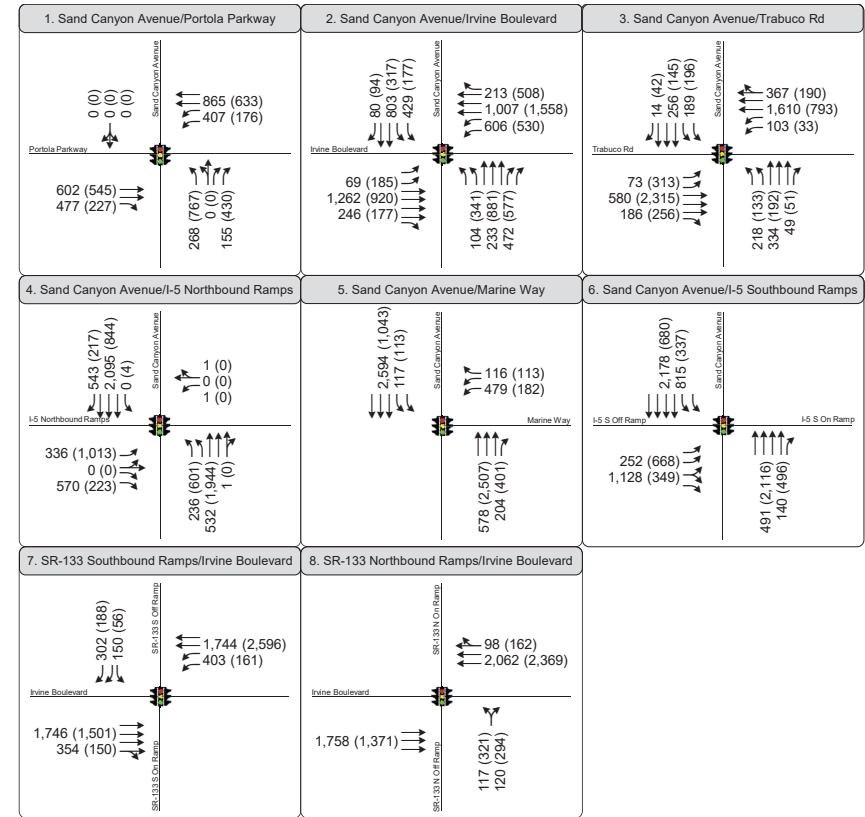 1. Sand Canyon Avenue/Portola Parkway
0 (0)
0 (0)
0 (0)
Sand Canyon Avenue
865 (633)
407 (176)
Portola Parkway
602 (545)
477 (227)
268 (767)
0 (0)
155 (430)
2. Sand Canyon Avenue/Irvine Boulevard
80 (94)
803 (317)
429 (177)
Sand Canyon Avenue
213 (508)
1,007 (1,558)
606 (530)
Irvine Boulevard
69 (185)
1,262 (920)
246 (177)
104 (341)
233 (881)
472 (577)
3. Sand Canyon Avenue/Trabuco Rd
14 (42)
256 (145)
189 (196)
Sand Canyon Avenue
367 (190)
1,610 (793)
103 (33)
Trabuco Rd
73 (313)
580 (2,315)
186 (256)
218 (133)
334 (192)
49 (51)
4. Sand Canyon Avenue/I-5 Northbound Ramps
543 (217)
2,095 (844)
0 (4)
Sand Canyon Avenue
1 (0)
0 (0)
1 (0)
I-5 Northbound Ramps
336 (1,013)
0 (0)
570 (223)
236 (601)
532 (1,944)
1 (0)
5. Sand Canyon Avenue/Marine Way
2,594 (1,043)
117 (113)
Sand Canyon Avenue
116 (113)
479 (182)
Marine Way
578 (2,507)
204 (401)
6. Sand Canyon Avenue/I-5 Southbound Ramps
2,178 (680)
815 (337)
Sand Canyon Avenue
I-5 S Off Ramp
I-5 S On Ramp
252 (668)
1,128 (349)
491 (2,116)
140 (496)
7. SR-133 Southbound Ramps/Irvine Boulevard
302 (188)
150 (56)
SR-133 S Off Ramp
1,744 (2,596)
403 (161)
Irvine Boulevard
1,746 (1,501)
354 (150)
SR-133 S On Ramp
8. SR-133 Northbound Ramps/Irvine Boulevard
SR-133 N On Ramp
98 (162)
2,062 (2,369)
Irvine Boulevard
1,758 (1,371)
SR-133 N Off Ramp
117 (321)
120 (294)